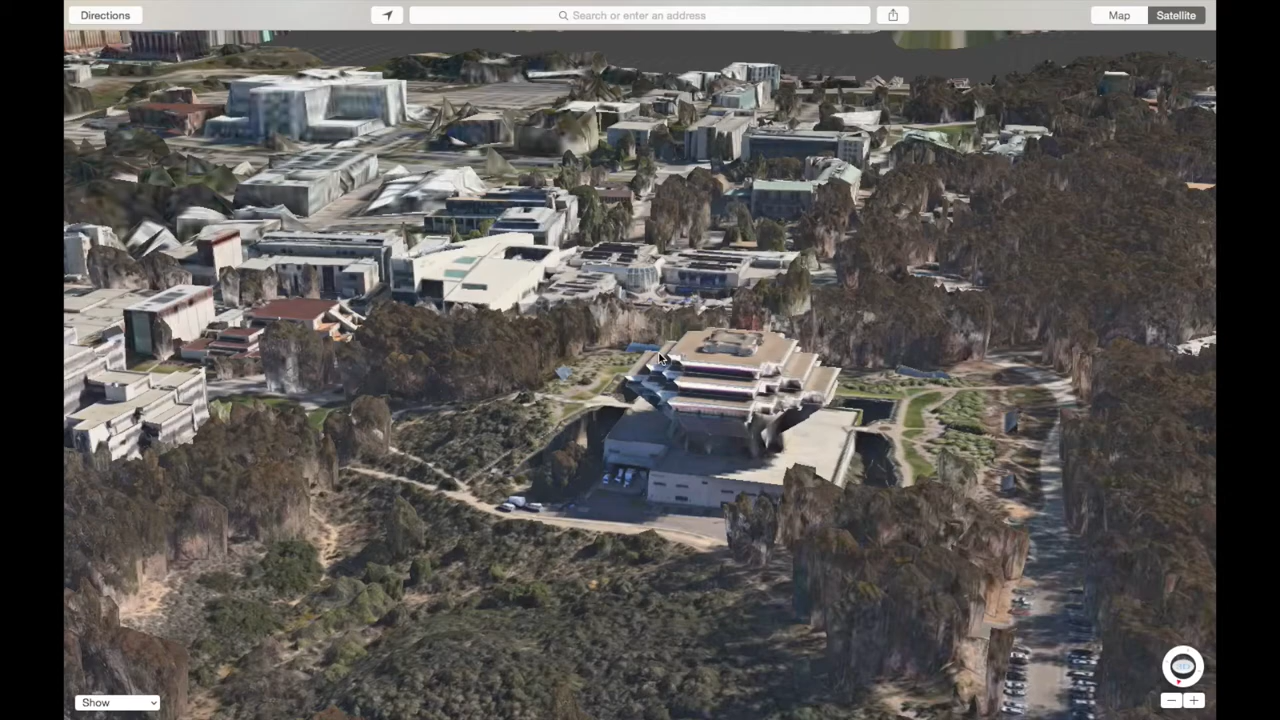 Directions
Search or enter an address
Map
Satellite
Show